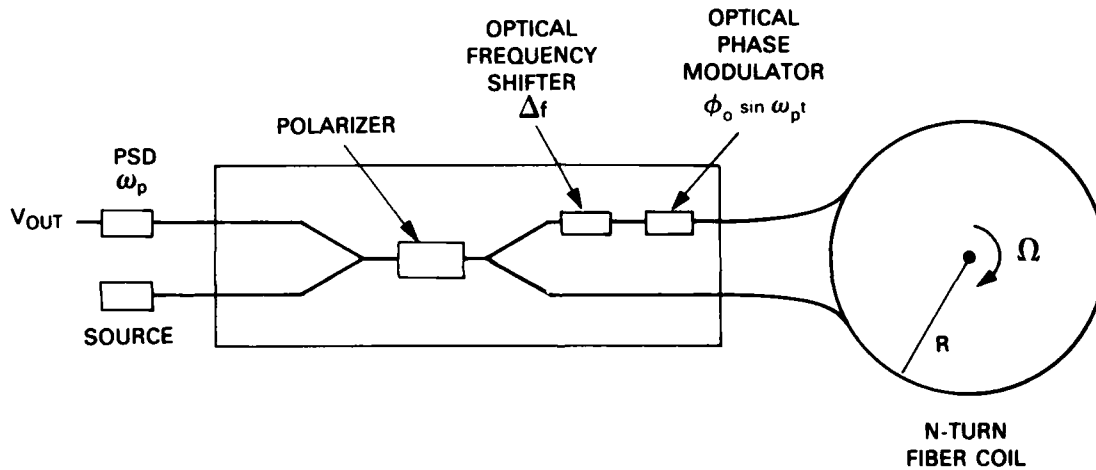 OPTICAL
FREQUENCY
SHIFTER
Δf
OPTICAL
PHASE
MODULATOR
ϕₒ sin ωₚt
POLARIZER
PSD
ωₚ
VOUT
SOURCE
Ω
R
N-TURN
FIBER COIL